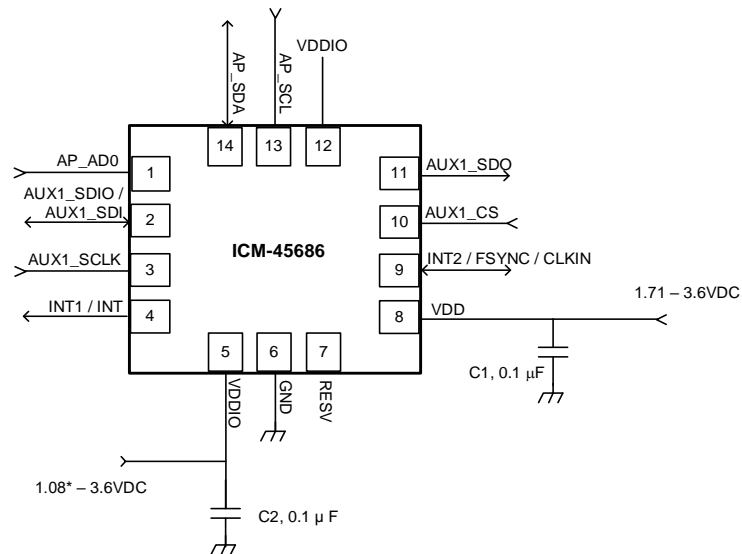 AP_SDA
AP_SCL
VDDIO
14
13
12
AP_AD0
1
11
AUX1_SDO
AUX1_SDIO /
AUX1_SDI
2
10
AUX1_CS
ICM-45686
AUX1_SCLK
3
9
INT2 / FSYNC / CLKIN
INT1 / INT
4
8
VDD
1.71 – 3.6VDC
5
6
7
C1, 0.1 µF
VDDIO
GND
RESV
1.08* – 3.6VDC
C2, 0.1 µ F